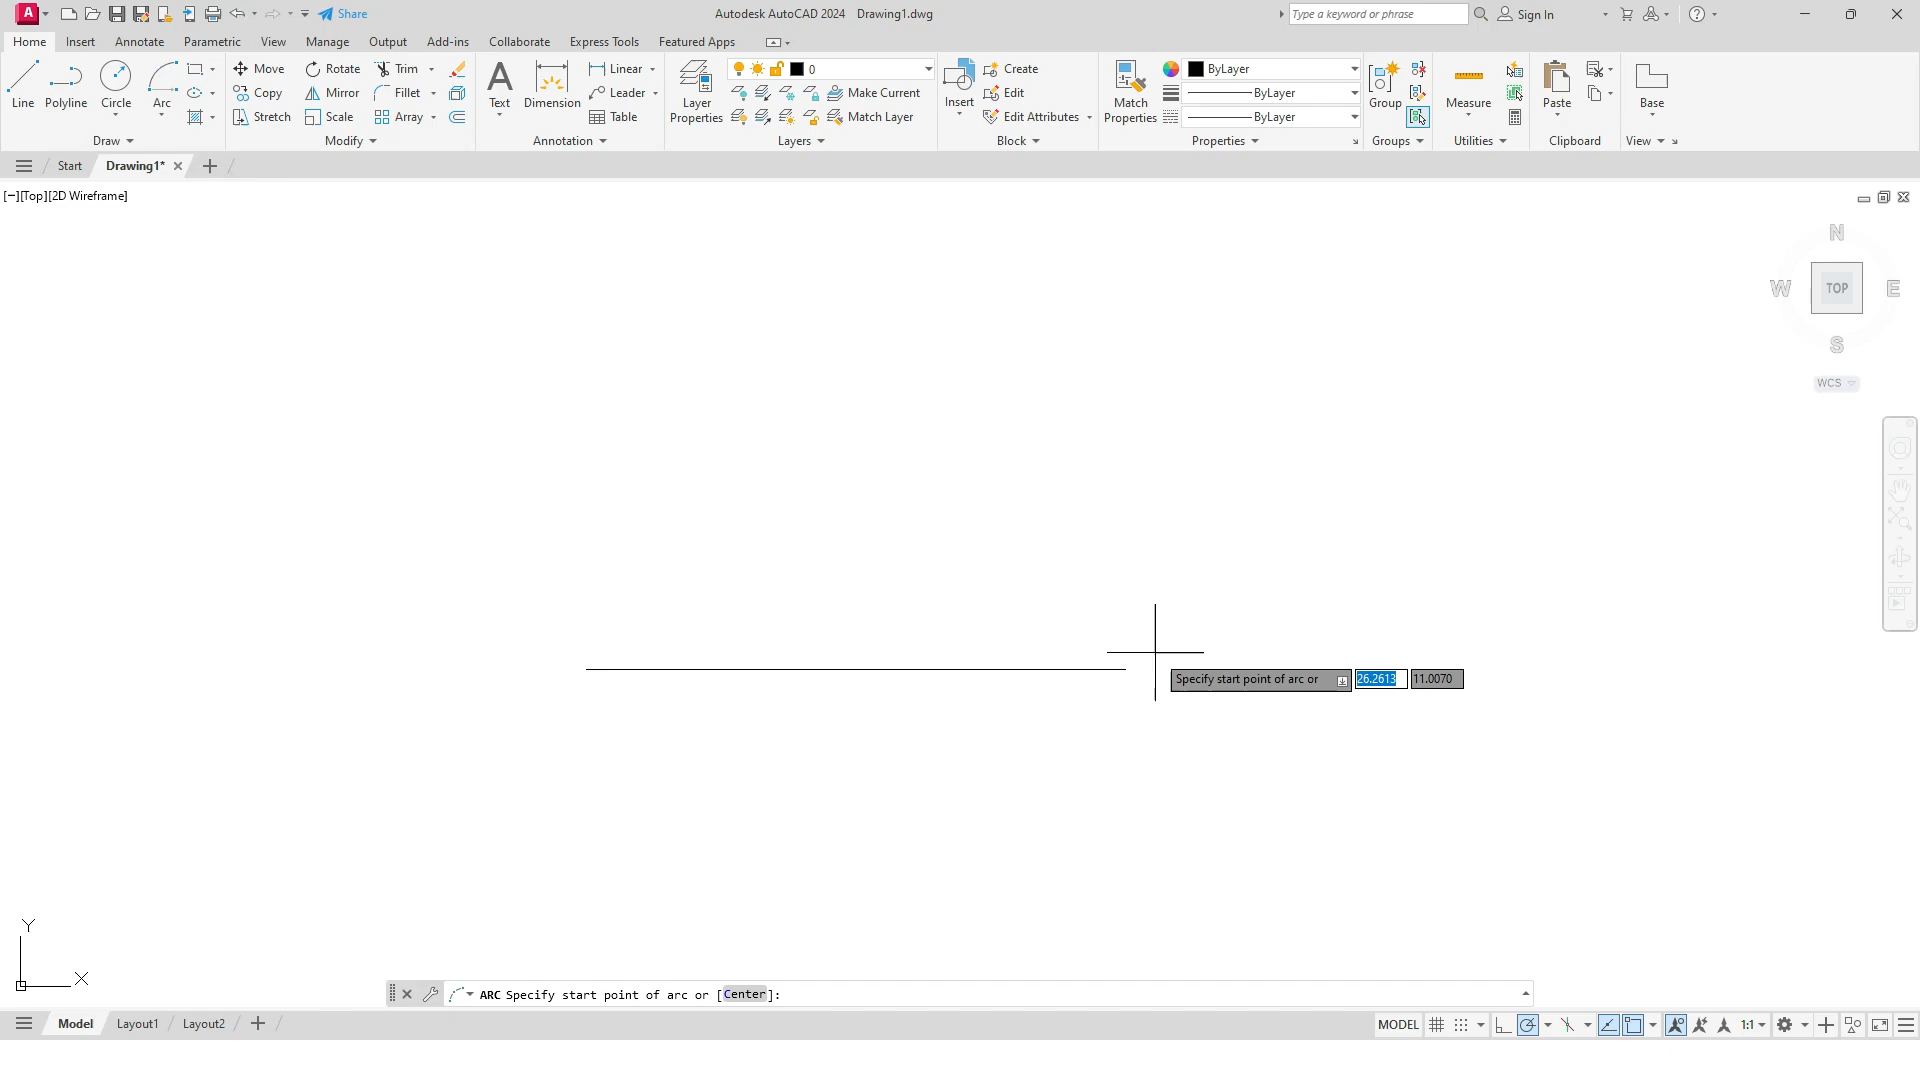 A
Share
Autodesk AutoCAD 2024 Drawing1.dwg
Type a keyword or phrase
Sign In
Home Insert Annotate Parametric View Manage Output Add-ins Collaborate Express Tools Featured Apps
Line Polyline Circle Arc
Draw
Move Rotate Trim
Copy Mirror Fillet
Stretch Scale Array
Modify
Text Dimension
Linear
Leader
Table
Annotation
Layer Properties
0
Make Current
Match Layer
Layers
Insert
Create
Edit
Edit Attributes
Block
Match Properties
ByLayer
ByLayer
ByLayer
Properties
Group
Groups
Measure
Utilities
Paste
Clipboard
Base
View
Start Drawing1*
[−][Top][2D Wireframe]
N
W TOP E
S
WCS
Specify start point of arc or 26.2613 11.0070
Y
X
ARC Specify start point of arc or [Center]:
Model Layout1 Layout2
MODEL 1:1